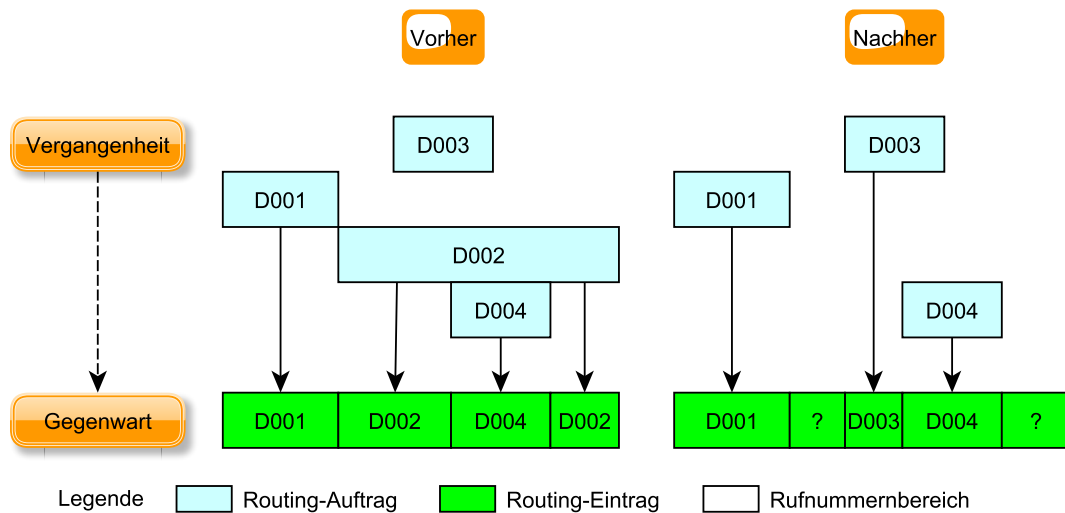 Vorher Nachher
Vergangenheit D003 D003
D001 D001
D002
D004 D004
Gegenwart D001 D002 D004 D002 D001 ? D003 D004 ?
Legende Routing-Auftrag Routing-Eintrag Rufnummernbereich